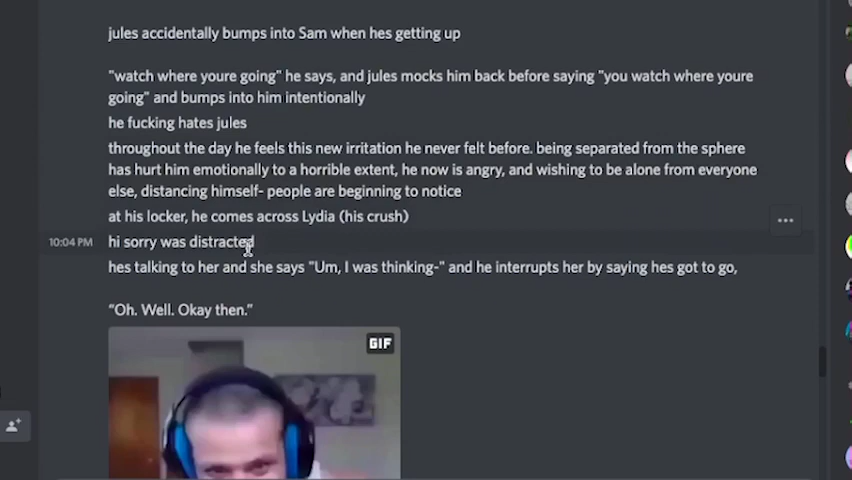 jules accidentally bumps into Sam when hes getting up
"watch where youre going" he says, and jules mocks him back before saying "you watch where youre
going" and bumps into him intentionally
he fucking hates jules
throughout the day he feels this new irritation he never felt before. being separated from the sphere
has hurt him emotionally to a horrible extent, he now is angry, and wishing to be alone from everyone
else, distancing himself- people are beginning to notice
at his locker, he comes across Lydia (his crush)
10:04 PM hi sorry was distracted
hes talking to her and she says "Um, I was thinking-" and he interrupts her by saying hes got to go,
“Oh. Well. Okay then.”
GIF